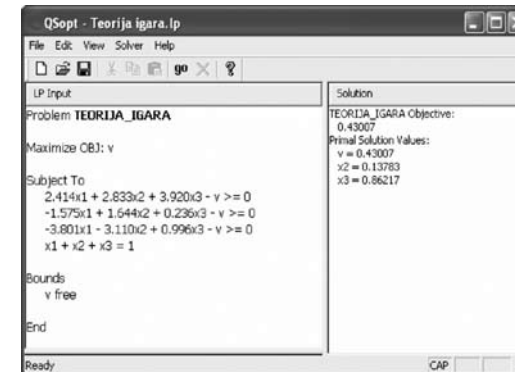 QSopt - Teorija igara.lp
File Edit View Solver Help
go
LP Input
Problem TEORIJA_IGARA
Maximize OBJ: v
Subject To
2.414x1 + 2.833x2 + 3.920x3 - v >= 0
-1.575x1 + 1.644x2 + 0.236x3 - v >= 0
-3.801x1 - 3.110x2 + 0.996x3 - v >= 0
x1 + x2 + x3 = 1
Bounds
v free
End
Solution
TEORIJA_IGARA Objective:
0.43007
Primal Solution Values:
v = 0.43007
x2 = 0.13783
x3 = 0.86217
Ready
CAP